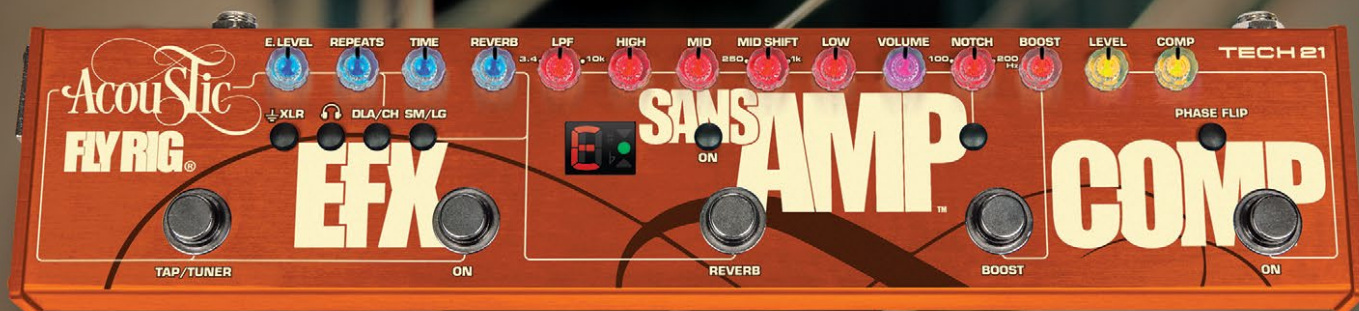 E.LEVEL REPEATS TIME REVERB LPF HIGH MID MID SHIFT LOW VOLUME NOTCH BOOST LEVEL COMP
3.4 10k 250 1k 100 200 Hz
TECH 21
Acoustic
FLY RIG®
XLR DLA/CH SM/LG
EFX
E
SANS
AMP™
ON
PHASE FLIP
COMP
TAP/TUNER ON REVERB BOOST ON